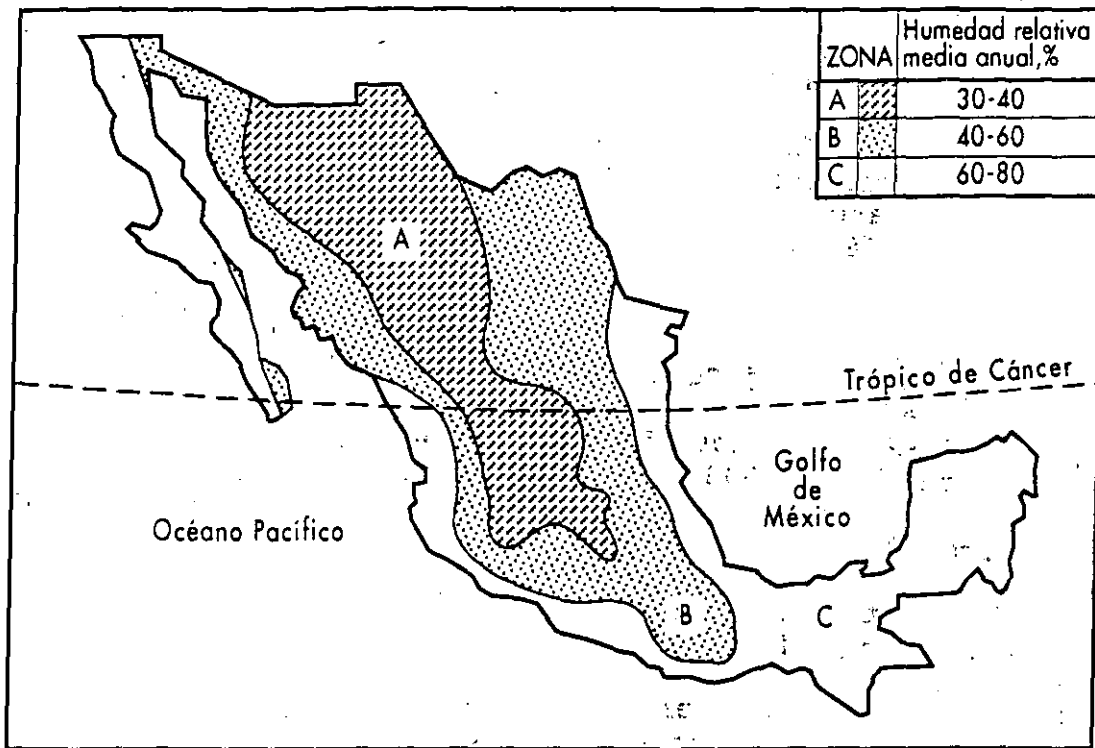 ZONA Humedad relativa
media anual,%
A 30-40
B 40-60
C 60-80
A
Trópico de Cáncer
Golfo
de
México
Océano Pacífico
B
C